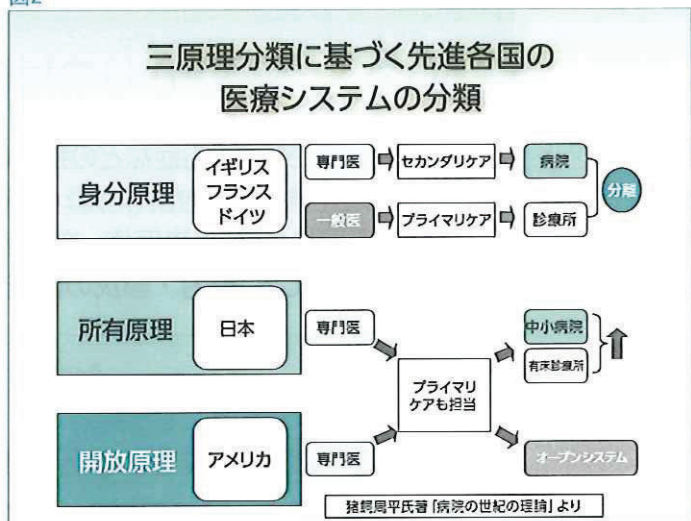 図2
三原理分類に基づく先進各国の
医療システムの分類
身分原理
イギリス
フランス
ドイツ
専門医
セカンダリケア
病院
一般医
プライマリケア
診療所
分離
所有原理
日本
専門医
中小病院
有床診療所
プライマリ
ケアも担当
開放原理
アメリカ
専門医
オープンシステム
猪飼周平氏著「病院の世紀の理論」より